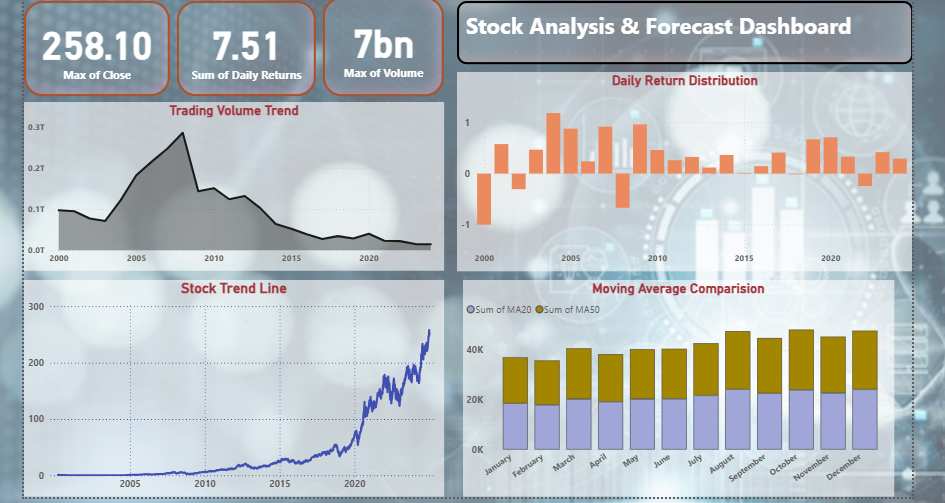 258.10
Max of Close
7.51
Sum of Daily Returns
7bn
Max of Volume
Stock Analysis & Forecast Dashboard
Trading Volume Trend
0.3T
0.2T
0.1T
0.0T
2000 2005 2010 2015 2020
Daily Return Distribution
1
0
-1
2000 2005 2010 2015 2020
Stock Trend Line
300
200
100
0
2005 2010 2015 2020
Moving Average Comparision
Sum of MA20 Sum of MA50
40K
20K
0K
January February March April May June July August September October November December